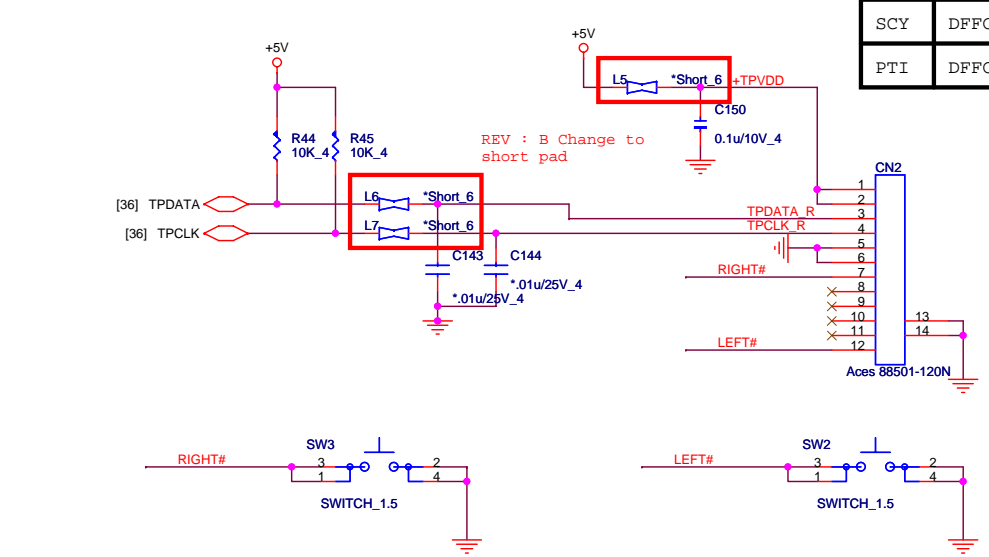 SCY DFFC
PTI DFFC
+5V
+5V
L5 *Short_6 +TPVDD
C150
0.1u/10V_4
R44
10K_4
R45
10K_4
REV : B Change to
short pad
CN2
[36] TPDATA
L6 *Short_6
[36] TPCLK
L7 *Short_6
TPDATA_R
TPCLK_R
C143
*.01u/25V_4
C144
*.01u/25V_4
RIGHT#
LEFT#
1
2
3
4
5
6
7
8
9
10
11
12
13
14
Aces 88501-120N
RIGHT#
SW3
3
1
2
4
SWITCH_1.5
LEFT#
SW2
3
1
2
4
SWITCH_1.5